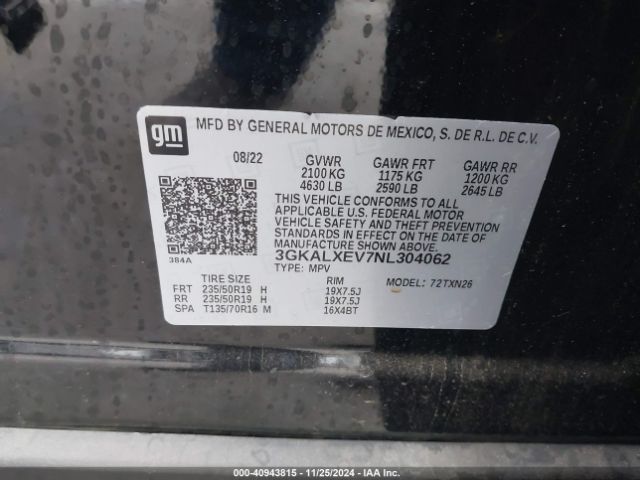 gm
MFD BY GENERAL MOTORS DE MEXICO, S. DE R.L. DE C.V.
08/22 GVWR GAWR FRT GAWR RR
2100 KG 1175 KG 1200 KG
4630 LB 2590 LB 2645 LB
THIS VEHICLE CONFORMS TO ALL
APPLICABLE U.S. FEDERAL MOTOR
VEHICLE SAFETY AND THEFT PREVENTION
STANDARDS IN EFFECT ON THE DATE OF
MANUFACTURE SHOWN ABOVE.
384A 3GKALXEV7NL304062
TYPE: MPV
TIRE SIZE RIM MODEL: 72TXN26
FRT 235/50R19 H 19X7.5J
RR 235/50R19 H 19X7.5J
SPA T135/70R16 M 16X4BT
000-40943815 - 11/25/2024 - IAA Inc.